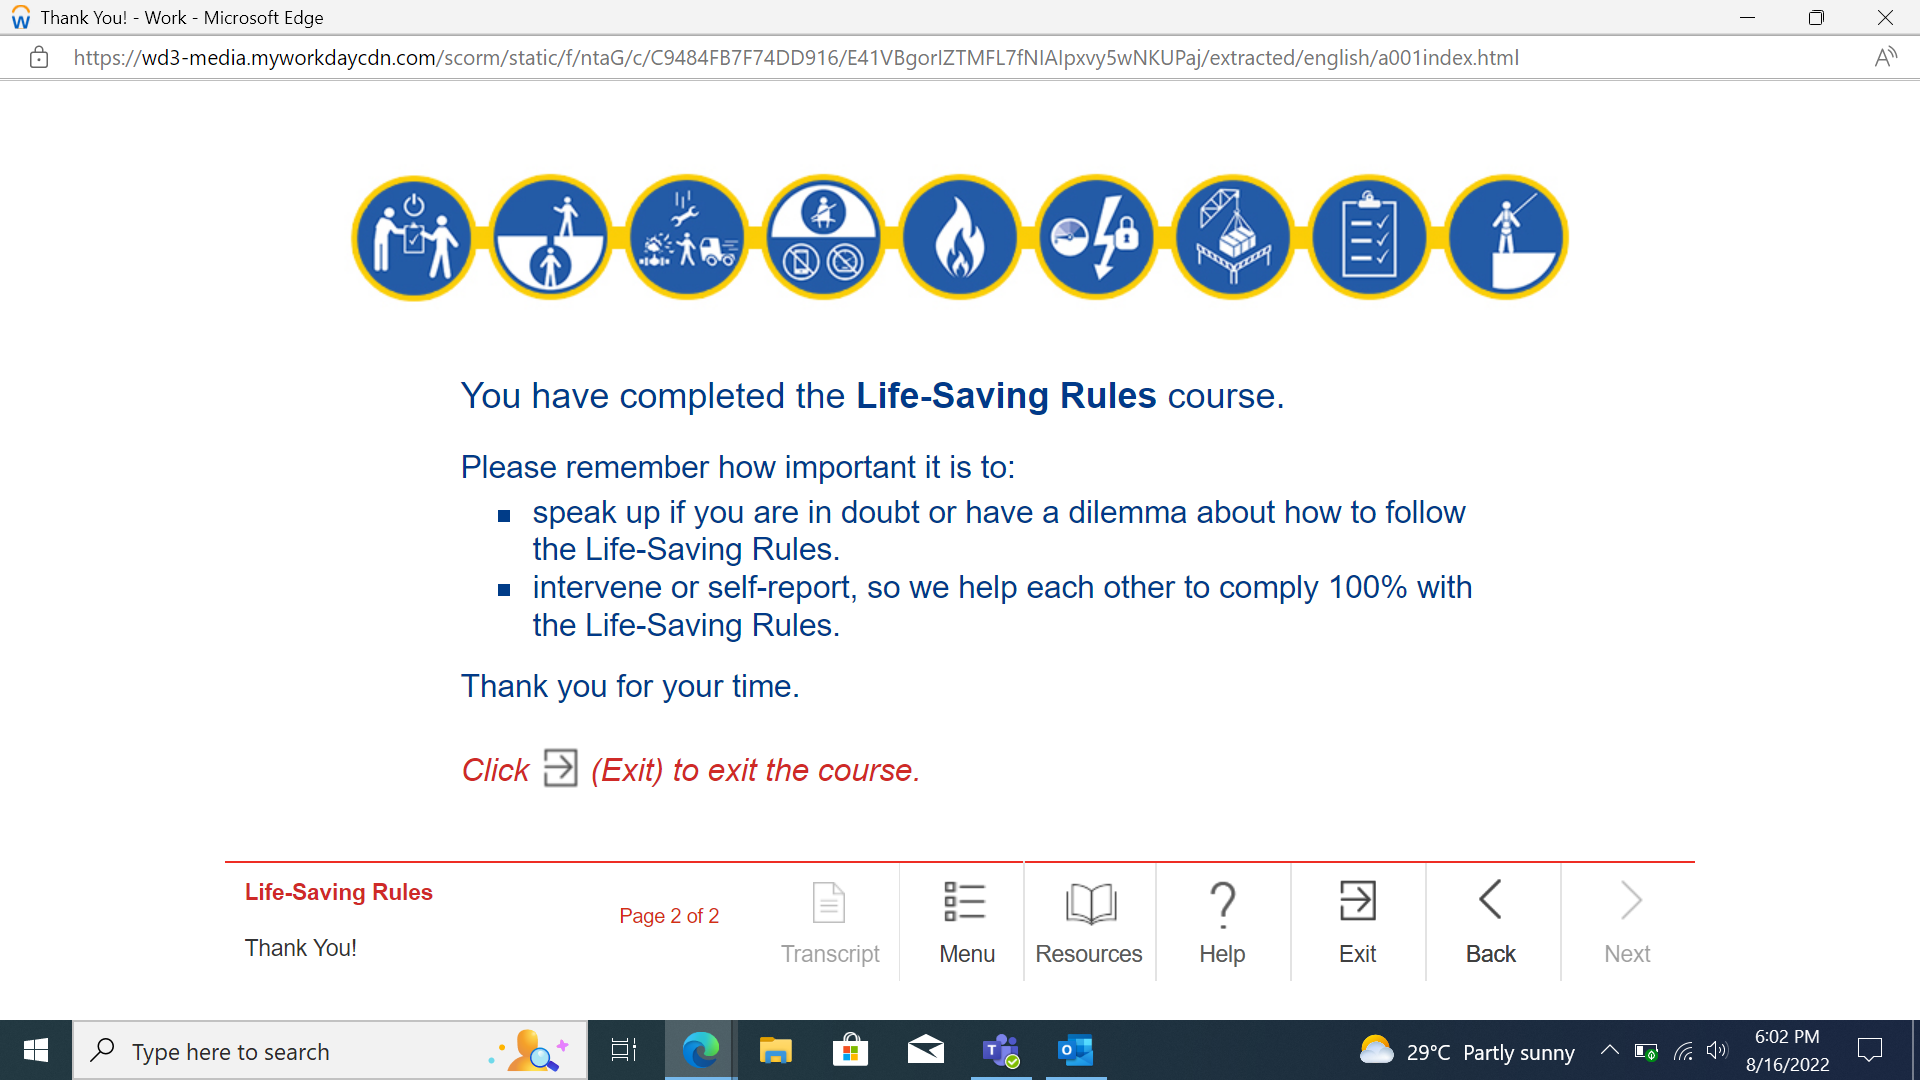 Thank You! - Work - Microsoft Edge
https://wd3-media.myworkdaycdn.com/scorm/static/f/ntaG/c/C9484FB7F74DD916/E41VBgorIZTMFL7fNIAIpxvy5wNKUPaj/extracted/english/a001index.html
You have completed the Life-Saving Rules course.
Please remember how important it is to:
speak up if you are in doubt or have a dilemma about how to follow
the Life-Saving Rules.
intervene or self-report, so we help each other to comply 100% with
the Life-Saving Rules.
Thank you for your time.
Click (Exit) to exit the course.
Life-Saving Rules
Thank You!
Page 2 of 2
Transcript
Menu
Resources
Help
Exit
Back
Next
Type here to search
29°C Partly sunny
6:02 PM
8/16/2022